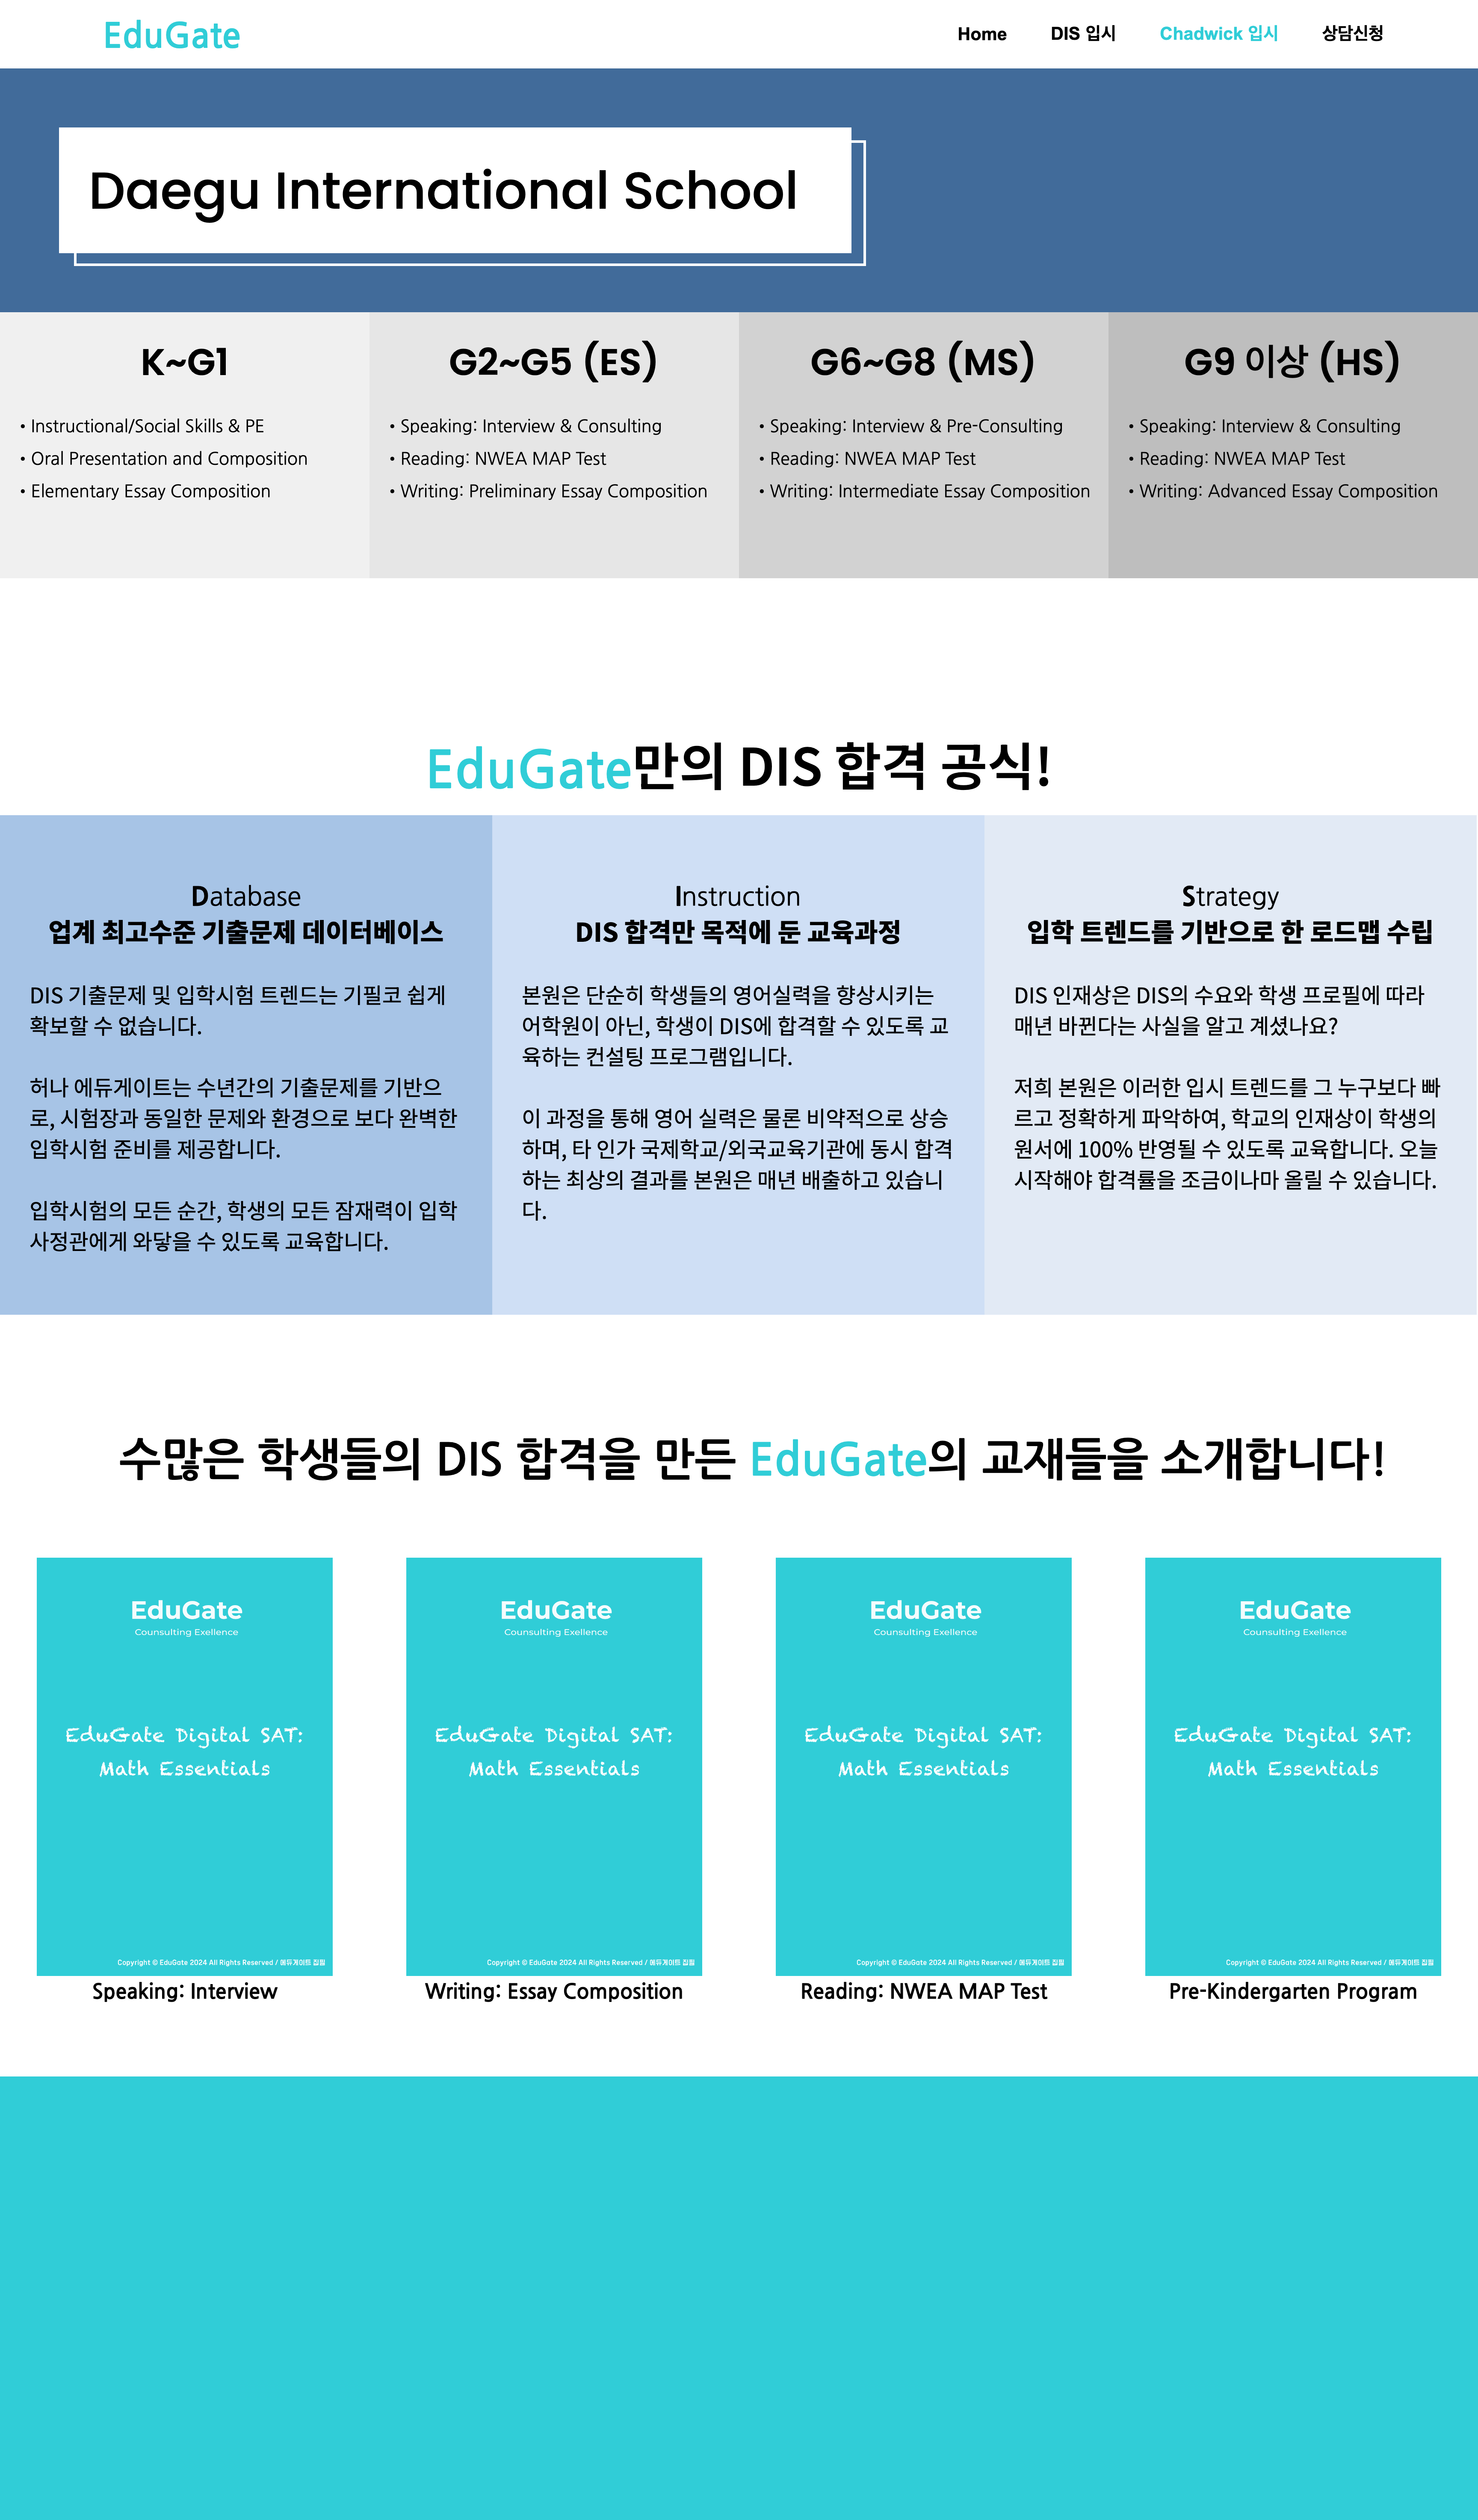 EduGate
Home DIS 입시 Chadwick 입시 상담신청
Daegu International School
K~G1
• Instructional/Social Skills & PE
• Oral Presentation and Composition
• Elementary Essay Composition
G2~G5 (ES)
• Speaking: Interview & Consulting
• Reading: NWEA MAP Test
• Writing: Preliminary Essay Composition
G6~G8 (MS)
• Speaking: Interview & Pre-Consulting
• Reading: NWEA MAP Test
• Writing: Intermediate Essay Composition
G9 이상 (HS)
• Speaking: Interview & Consulting
• Reading: NWEA MAP Test
• Writing: Advanced Essay Composition
EduGate만의 DIS 합격 공식!
Database
업계 최고수준 기출문제 데이터베이스
DIS 기출문제 및 입학시험 트렌드는 기필코 쉽게
확보할 수 없습니다.
허나 에듀게이트는 수년간의 기출문제를 기반으
로, 시험장과 동일한 문제와 환경으로 보다 완벽한
입학시험 준비를 제공합니다.
입학시험의 모든 순간, 학생의 모든 잠재력이 입학
사정관에게 와닿을 수 있도록 교육합니다.
Instruction
DIS 합격만 목적에 둔 교육과정
본원은 단순히 학생들의 영어실력을 향상시키는
어학원이 아닌, 학생이 DIS에 합격할 수 있도록 교
육하는 컨설팅 프로그램입니다.
이 과정을 통해 영어 실력은 물론 비약적으로 상승
하며, 타 인가 국제학교/외국교육기관에 동시 합격
하는 최상의 결과를 본원은 매년 배출하고 있습니
다.
Strategy
입학 트렌드를 기반으로 한 로드맵 수립
DIS 인재상은 DIS의 수요와 학생 프로필에 따라
매년 바뀐다는 사실을 알고 계셨나요?
저희 본원은 이러한 입시 트렌드를 그 누구보다 빠
르고 정확하게 파악하여, 학교의 인재상이 학생의
원서에 100% 반영될 수 있도록 교육합니다. 오늘
시작해야 합격률을 조금이나마 올릴 수 있습니다.
수많은 학생들의 DIS 합격을 만든 EduGate의 교재들을 소개합니다!
EduGate
Counsulting Exellence
EduGate Digital SAT:
Math Essentials
Copyright © EduGate 2024 All Rights Reserved / 에듀게이트 집필
Speaking: Interview
EduGate
Counsulting Exellence
EduGate Digital SAT:
Math Essentials
Copyright © EduGate 2024 All Rights Reserved / 에듀게이트 집필
Writing: Essay Composition
EduGate
Counsulting Exellence
EduGate Digital SAT:
Math Essentials
Copyright © EduGate 2024 All Rights Reserved / 에듀게이트 집필
Reading: NWEA MAP Test
EduGate
Counsulting Exellence
EduGate Digital SAT:
Math Essentials
Copyright © EduGate 2024 All Rights Reserved / 에듀게이트 집필
Pre-Kindergarten Program